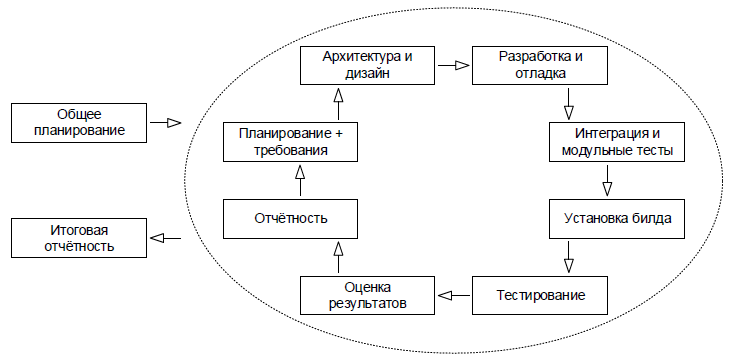 Общее
планирование
Итоговая
отчётность
Архитектура и
дизайн
Разработка и
отладка
Интеграция и
модульные тесты
Установка билда
Тестирование
Оценка
результатов
Отчётность
Планирование +
требования